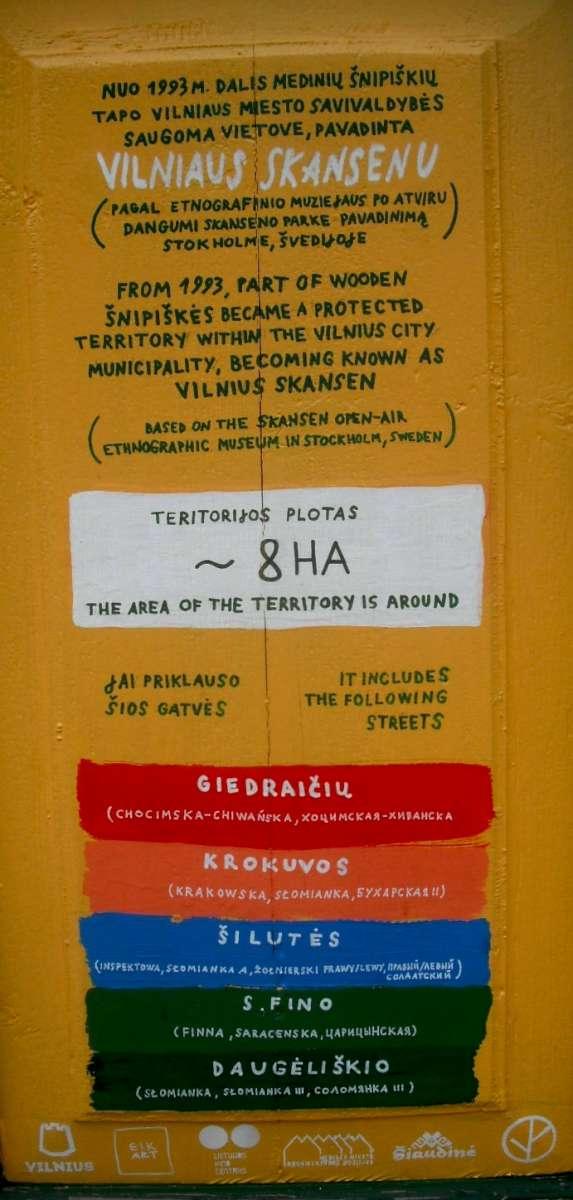 NUO 1993 M. DALIS MEDINIŲ ŠNIPIŠKIŲ
TAPO VILNIAUS MIESTO SAVIVALDYBĖS
SAUGOMA VIETOVE, PAVADINTA
VILNIAUS SKANSENU
(PAGAL ETNOGRAFINIO MUZIEJAUS PO ATVIRU
DANGUMI SKANSENO PARKE PAVADINIMĄ
STOKHOLME, ŠVEDIJOJE)
FROM 1993, PART OF WOODEN
ŠNIPIŠKĖS BECAME A PROTECTED
TERRITORY WITHIN THE VILNIUS CITY
MUNICIPALITY, BECOMING KNOWN AS
VILNIUS SKANSEN
(BASED ON THE SKANSEN OPEN-AIR
ETHNOGRAPHIC MUSEUM IN STOCKHOLM, SWEDEN)
TERITORIJOS PLOTAS
~ 8 HA
THE AREA OF THE TERRITORY IS AROUND
JAI PRIKLAUSO
ŠIOS GATVĖS
IT INCLUDES
THE FOLLOWING
STREETS
GIEDRAIČIŲ
(CHOCIMSKA-CHIWAŃSKA, ХОЦИМСКАЯ-ХИВАНСКА
KROKUVOS
(KRAKOWSKA, SŁOMIANKA, БУХАРСКАЯ II)
ŠILUTĖS
(INSPEKTOWA, SŁOMIANKA A, ŻOŁNIERSKI PRAWY/LEWY, ПРАВЫЙ/ЛЕВЫЙ
СОЛДАТСКИЙ)
S. FINO
(FINNA, SARACENSKA, ЦАРИЦЫНСКАЯ)
DAUGĖLIŠKIO
(SŁOMIANKA, SŁOMIANKA III, СОЛОМЯНКА III)
VILNIUS
EIK
ART
LIETUVOS
CENTRAS
Šiaudinė